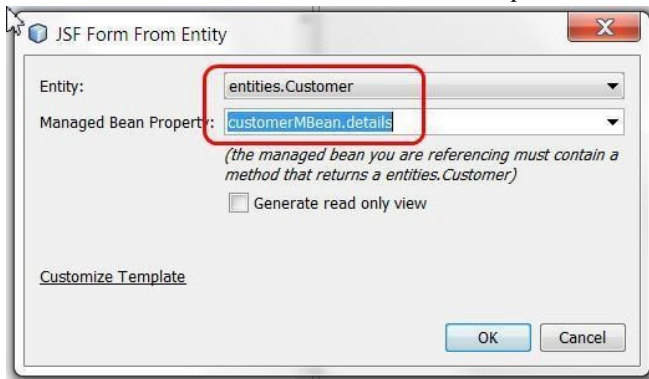 JSF Form From Entity
X
Entity: entities.Customer
Managed Bean Property: customerMBean.details
(the managed bean you are referencing must contain a
method that returns a entities.Customer)
Generate read only view
Customize Template
OK Cancel